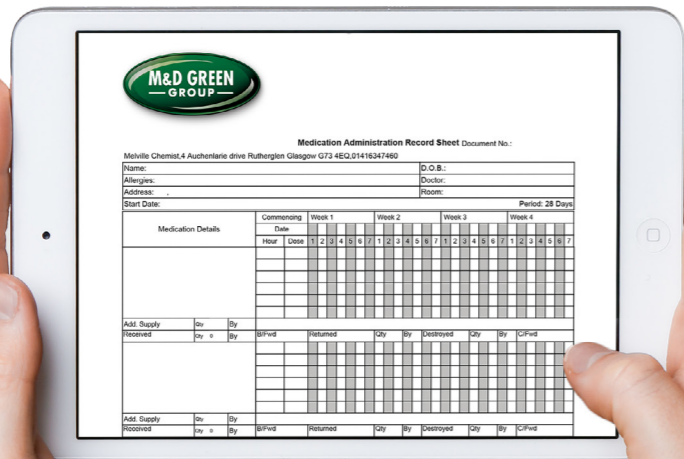 M&D GREEN
GROUP
Medication Administration Record Sheet Document No.:
Melville Chemist,4 Auchenlarie drive Rutherglen Glasgow G73 4EQ,01416347460
Name: D.O.B.:
Allergies: Doctor:
Address: , Room:
Start Date: Period: 28 Days
Medication Details Commencing Week 1 Week 2 Week 3 Week 4
Date
Hour Dose 1 2 3 4 5 6 7 1 2 3 4 5 6 7 1 2 3 4 5 6 7 1 2 3 4 5 6 7
Add. Supply Qty By
Received Qty 0 By B/Fwd Returned Qty By Destroyed Qty By C/Fwd
Add. Supply Qty By
Received Qty 0 By B/Fwd Returned Qty By Destroyed Qty By C/Fwd